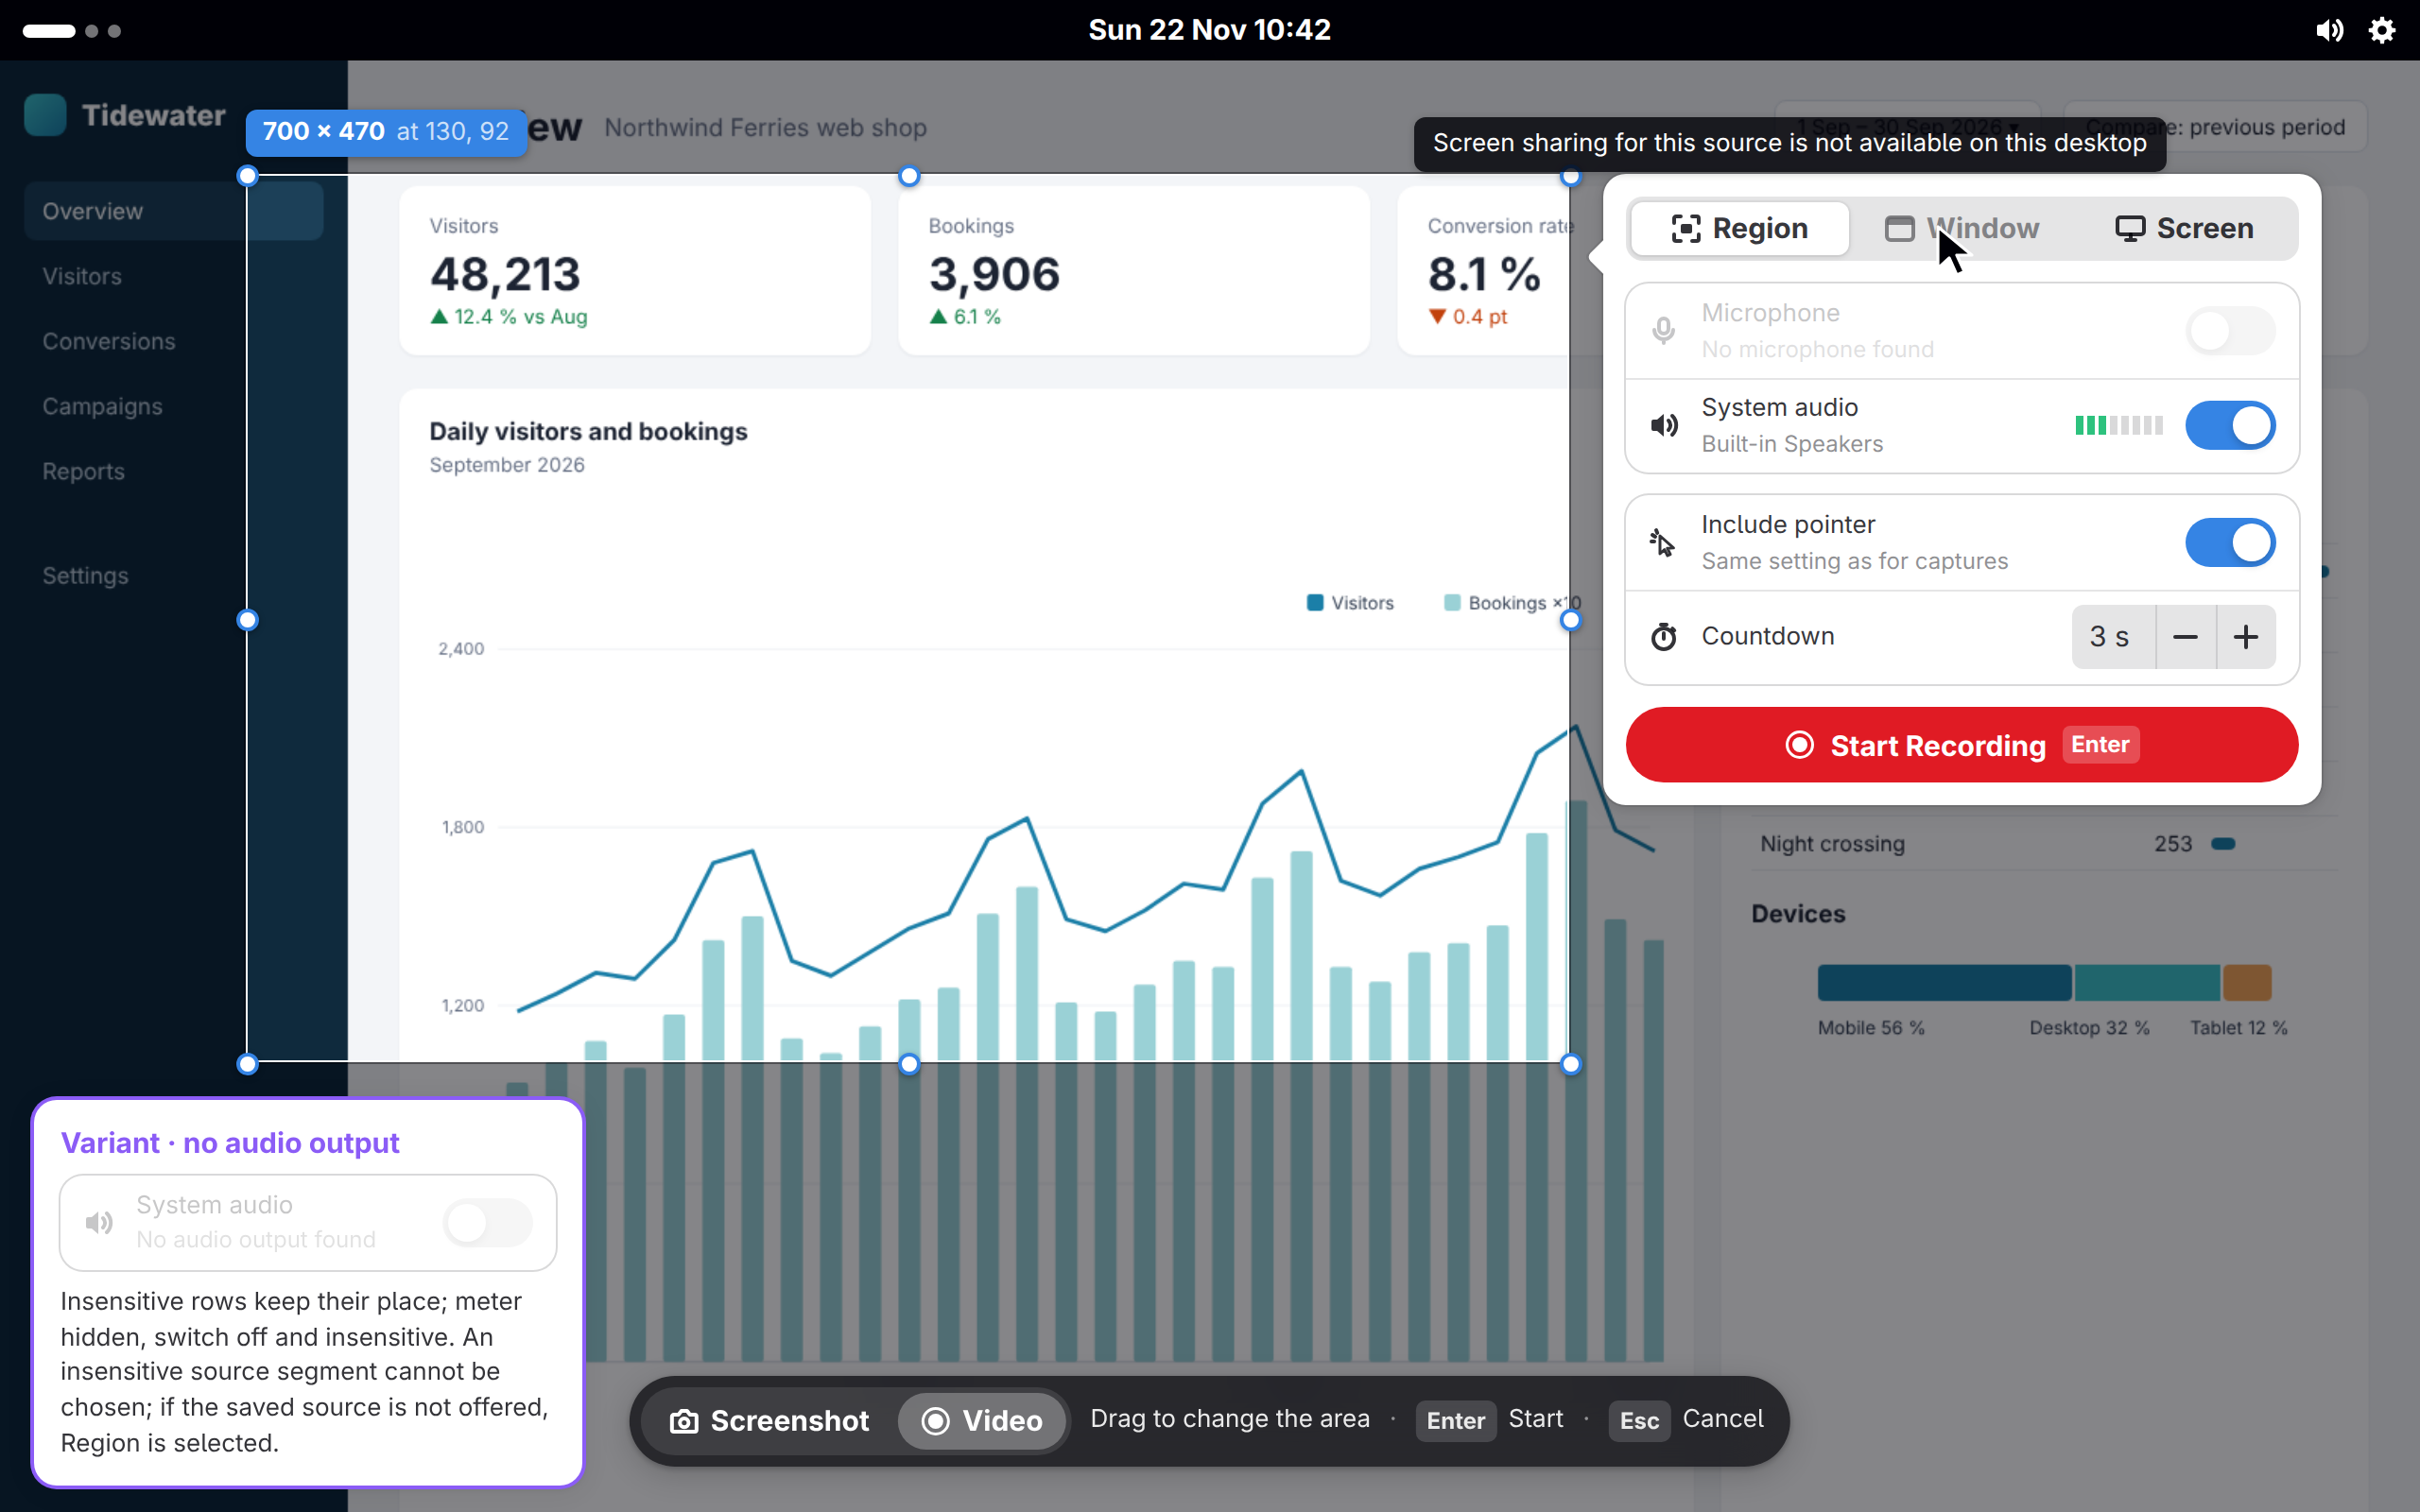 Sun 22 Nov 10:42
Tidewater
700 × 470 at 130, 92
ew
Northwind Ferries web shop
1 Sep – 30 Sep 2026
Compare: previous period
Screen sharing for this source is not available on this desktop
Overview
Visitors
Conversions
Campaigns
Reports
Settings
Visitors
48,213
12.4 % vs Aug
Bookings
3,906
6.1 %
Conversion rate
8.1 %
0.4 pt
Region
Window
Screen
Microphone
No microphone found
System audio
Built-in Speakers
Include pointer
Same setting as for captures
Countdown
3 s
Start Recording Enter
Daily visitors and bookings
September 2026
Visitors
Bookings ×10
2,400
1,800
1,200
Night crossing 253
Devices
Mobile 56 %
Desktop 32 %
Tablet 12 %
Variant · no audio output
System audio
No audio output found
Insensitive rows keep their place; meter
hidden, switch off and insensitive. An
insensitive source segment cannot be
chosen; if the saved source is not offered,
Region is selected.
Screenshot
Video
Drag to change the area · Enter Start · Esc Cancel